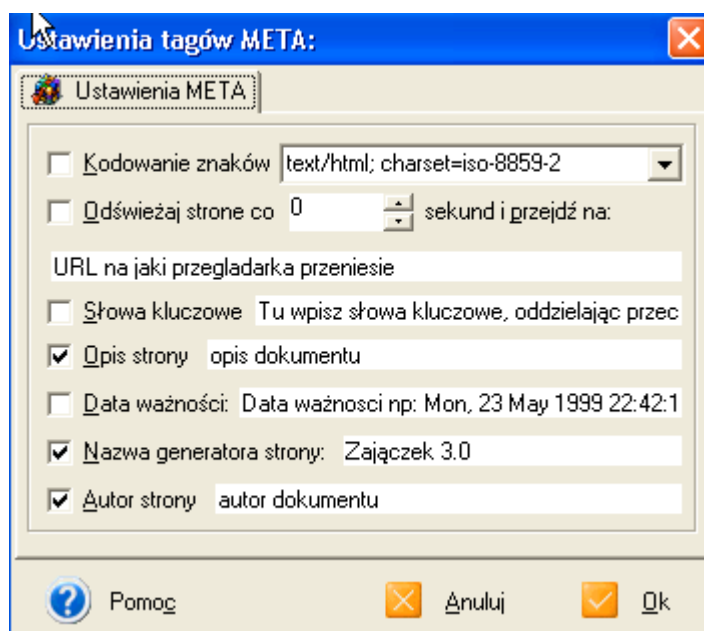 Ustawienia tagów META:
Ustawienia META
Kodowanie znaków text/html; charset=iso-8859-2
Odświeżaj strone co 0 sekund i przejdź na:
URL na jaki przegladarka przeniesie
Słowa kluczowe Tu wpisz słowa kluczowe, oddzielając przec
Opis strony opis dokumentu
Data ważności: Data ważnosci np: Mon, 23 May 1999 22:42:1
Nazwa generatora strony: Zajączek 3.0
Autor strony autor dokumentu
Pomoc Anuluj Ok